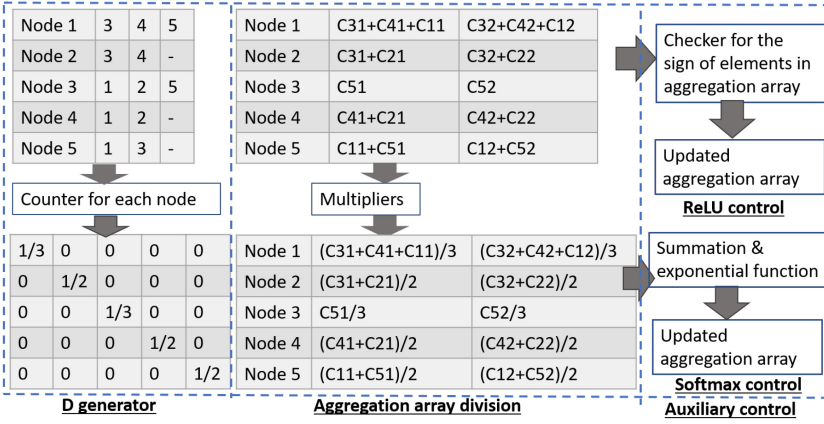 Node 1 3 4 5
Node 2 3 4 -
Node 3 1 2 5
Node 4 1 2 -
Node 5 1 3 -
Counter for each node
1/3 0 0 0 0
0 1/2 0 0 0
0 0 1/3 0 0
0 0 0 1/2 0
0 0 0 0 1/2
D generator
Node 1 C31+C41+C11 C32+C42+C12
Node 2 C31+C21 C32+C22
Node 3 C51 C52
Node 4 C41+C21 C42+C22
Node 5 C11+C51 C12+C52
Multipliers
Node 1 (C31+C41+C11)/3 (C32+C42+C12)/3
Node 2 (C31+C21)/2 (C32+C22)/2
Node 3 C51/3 C52/3
Node 4 (C41+C21)/2 (C42+C22)/2
Node 5 (C11+C51)/2 (C12+C52)/2
Aggregation array division
Checker for the
sign of elements in
aggregation array
Updated
aggregation array
ReLU control
Summation &
exponential function
Updated
aggregation array
Softmax control
Auxiliary control